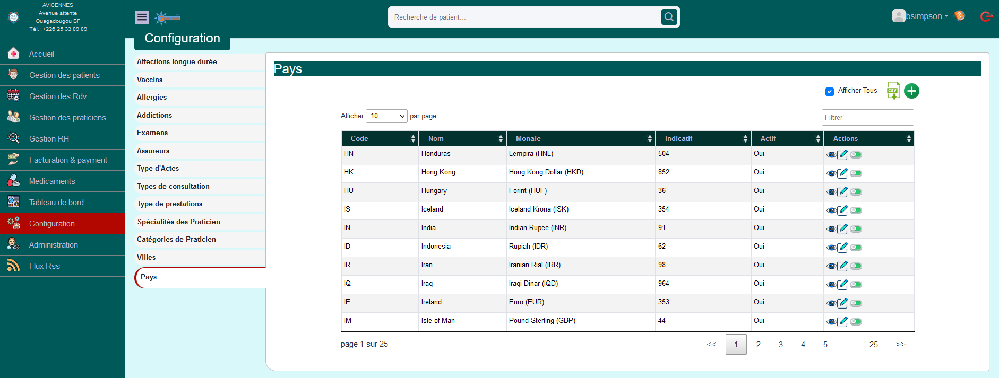 AVICENNES
Avenue attente
Ouagadougou BF
Tél.: +226 25 33 09 09
CHU
Recherche de patient...
bsimpson
Accueil
Gestion des patients
Gestion des Rdv
Gestion des praticiens
Gestion RH
Facturation & payment
Medicaments
Tableau de bord
Configuration
Administration
Flux Rss
Configuration
Affections longue durée
Vaccins
Allergies
Addictions
Examens
Assureurs
Type d'Actes
Types de consultation
Type de prestations
Spécialités des Praticien
Catégories de Praticien
Villes
Pays
Pays
Afficher Tous
CSV
Afficher 10 par page
Filtrer
Code Nom Monaie Indicatif Actif Actions
HN Honduras Lempira (HNL) 504 Oui
HK Hong Kong Hong Kong Dollar (HKD) 852 Oui
HU Hungary Forint (HUF) 36 Oui
IS Iceland Iceland Krona (ISK) 354 Oui
IN India Indian Rupee (INR) 91 Oui
ID Indonesia Rupiah (IDR) 62 Oui
IR Iran Iranian Rial (IRR) 98 Oui
IQ Iraq Iraqi Dinar (IQD) 964 Oui
IE Ireland Euro (EUR) 353 Oui
IM Isle of Man Pound Sterling (GBP) 44 Oui
page 1 sur 25
<< 1 2 3 4 5 ... 25 >>